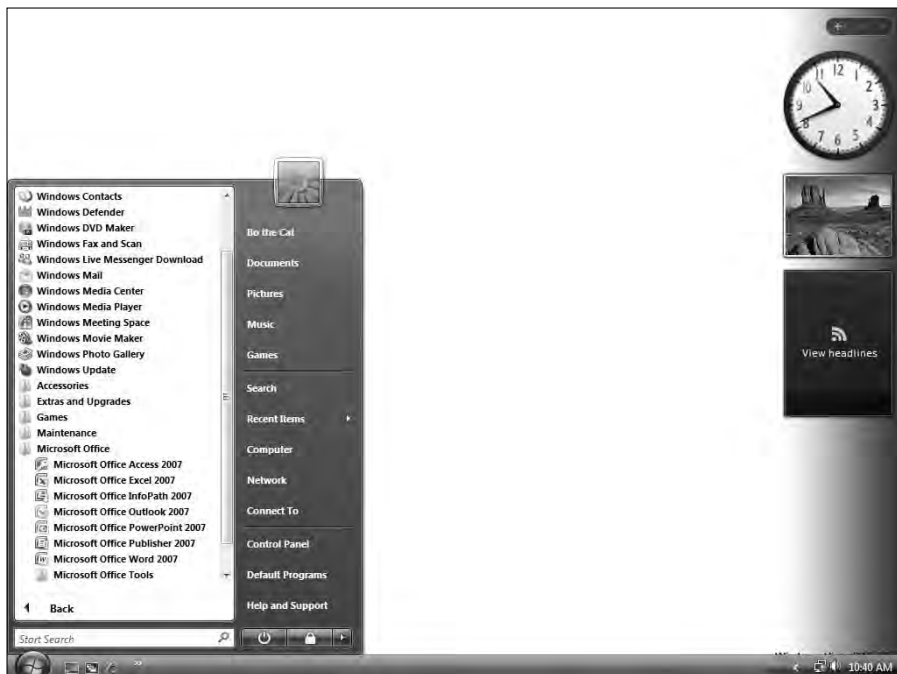 Windows Contacts
Windows Defender
Windows DVD Maker
Windows Fax and Scan
Windows Live Messenger Download
Windows Mail
Windows Media Center
Windows Media Player
Windows Meeting Space
Windows Movie Maker
Windows Photo Gallery
Windows Update
Accessories
Extras and Upgrades
Games
Maintenance
Microsoft Office
Microsoft Office Access 2007
Microsoft Office Excel 2007
Microsoft Office InfoPath 2007
Microsoft Office Outlook 2007
Microsoft Office PowerPoint 2007
Microsoft Office Publisher 2007
Microsoft Office Word 2007
Microsoft Office Tools
Back
Start Search
Bo the Cat
Documents
Pictures
Music
Games
Search
Recent Items
Computer
Network
Connect To
Control Panel
Default Programs
Help and Support
11 12
10 2
9 3
8 4
7 6 5
View headlines
10:40 AM